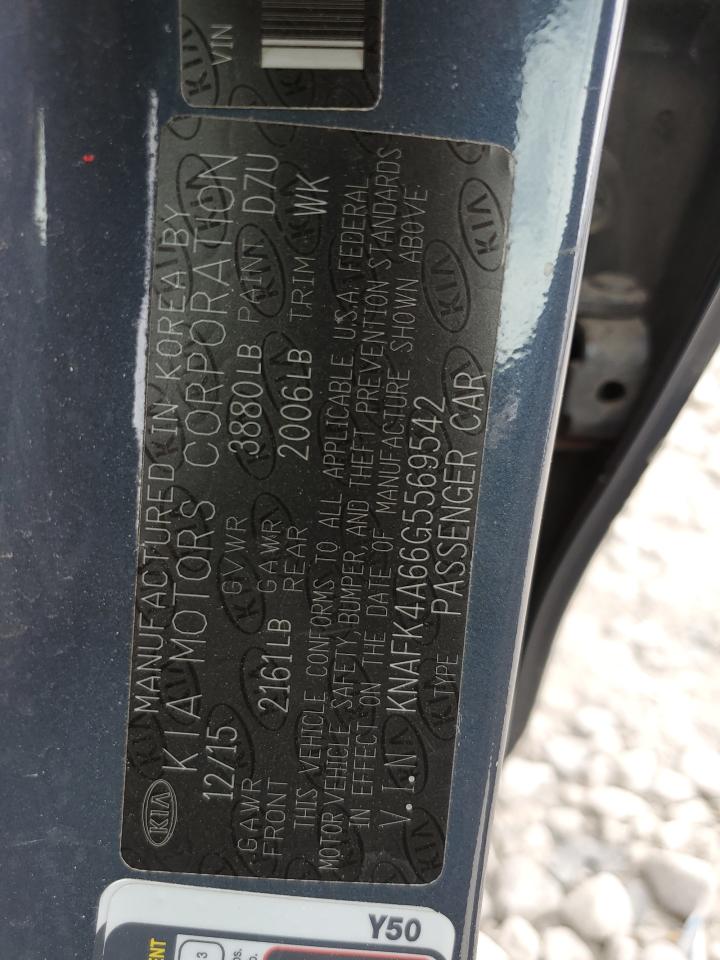 VIN
MANUFACTURED IN KOREA BY
KIA MOTORS CORPORATION
12/15 GVWR 3880LB PAINT D7U
GAWR FRONT 2161LB GAWR REAR 2006LB TRIM WK
THIS VEHICLE CONFORMS TO ALL APPLICABLE U.S.A. FEDERAL
MOTOR VEHICLE SAFETY, BUMPER, AND THEFT PREVENTION STANDARDS
IN EFFECT ON THE DATE OF MANUFACTURE SHOWN ABOVE
V.I.N KNAFK4A66G5569542
TYPE PASSENGER CAR
KIA
Y50